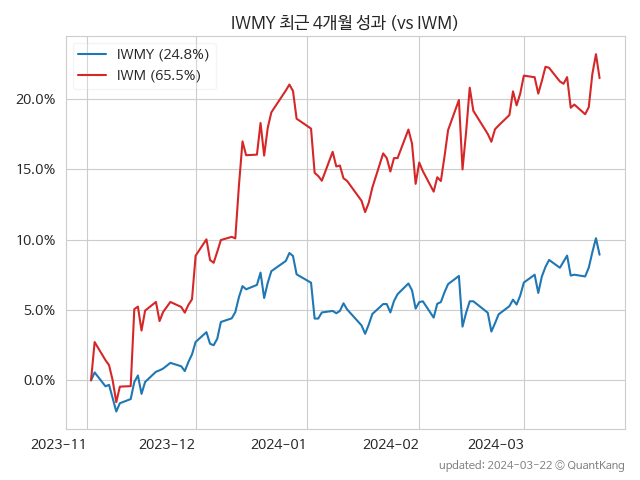 IWMY 최근 4개월 성과 (vs IWM)
IWMY (24.8%)
IWM (65.5%)
20.0%
15.0%
10.0%
5.0%
0.0%
2023-11 2023-12 2024-01 2024-02 2024-03
updated: 2024-03-22 © QuantKang